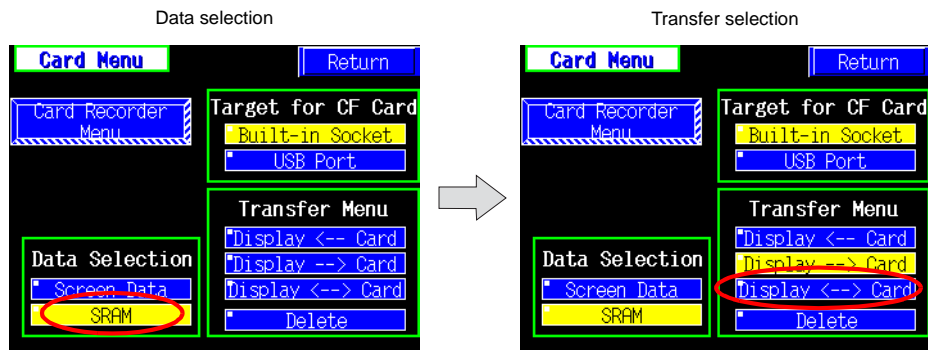 Data selection
Card Menu
Return
Card Recorder
Menu
Target for CF Card
Built-in Socket
USB Port
Transfer Menu
Display <-- Card
Display --> Card
Display <--> Card
Delete
Data Selection
Screen Data
SRAM
Transfer selection
Card Menu
Return
Card Recorder
Menu
Target for CF Card
Built-in Socket
USB Port
Transfer Menu
Display <-- Card
Display --> Card
Display <--> Card
Delete
Data Selection
Screen Data
SRAM